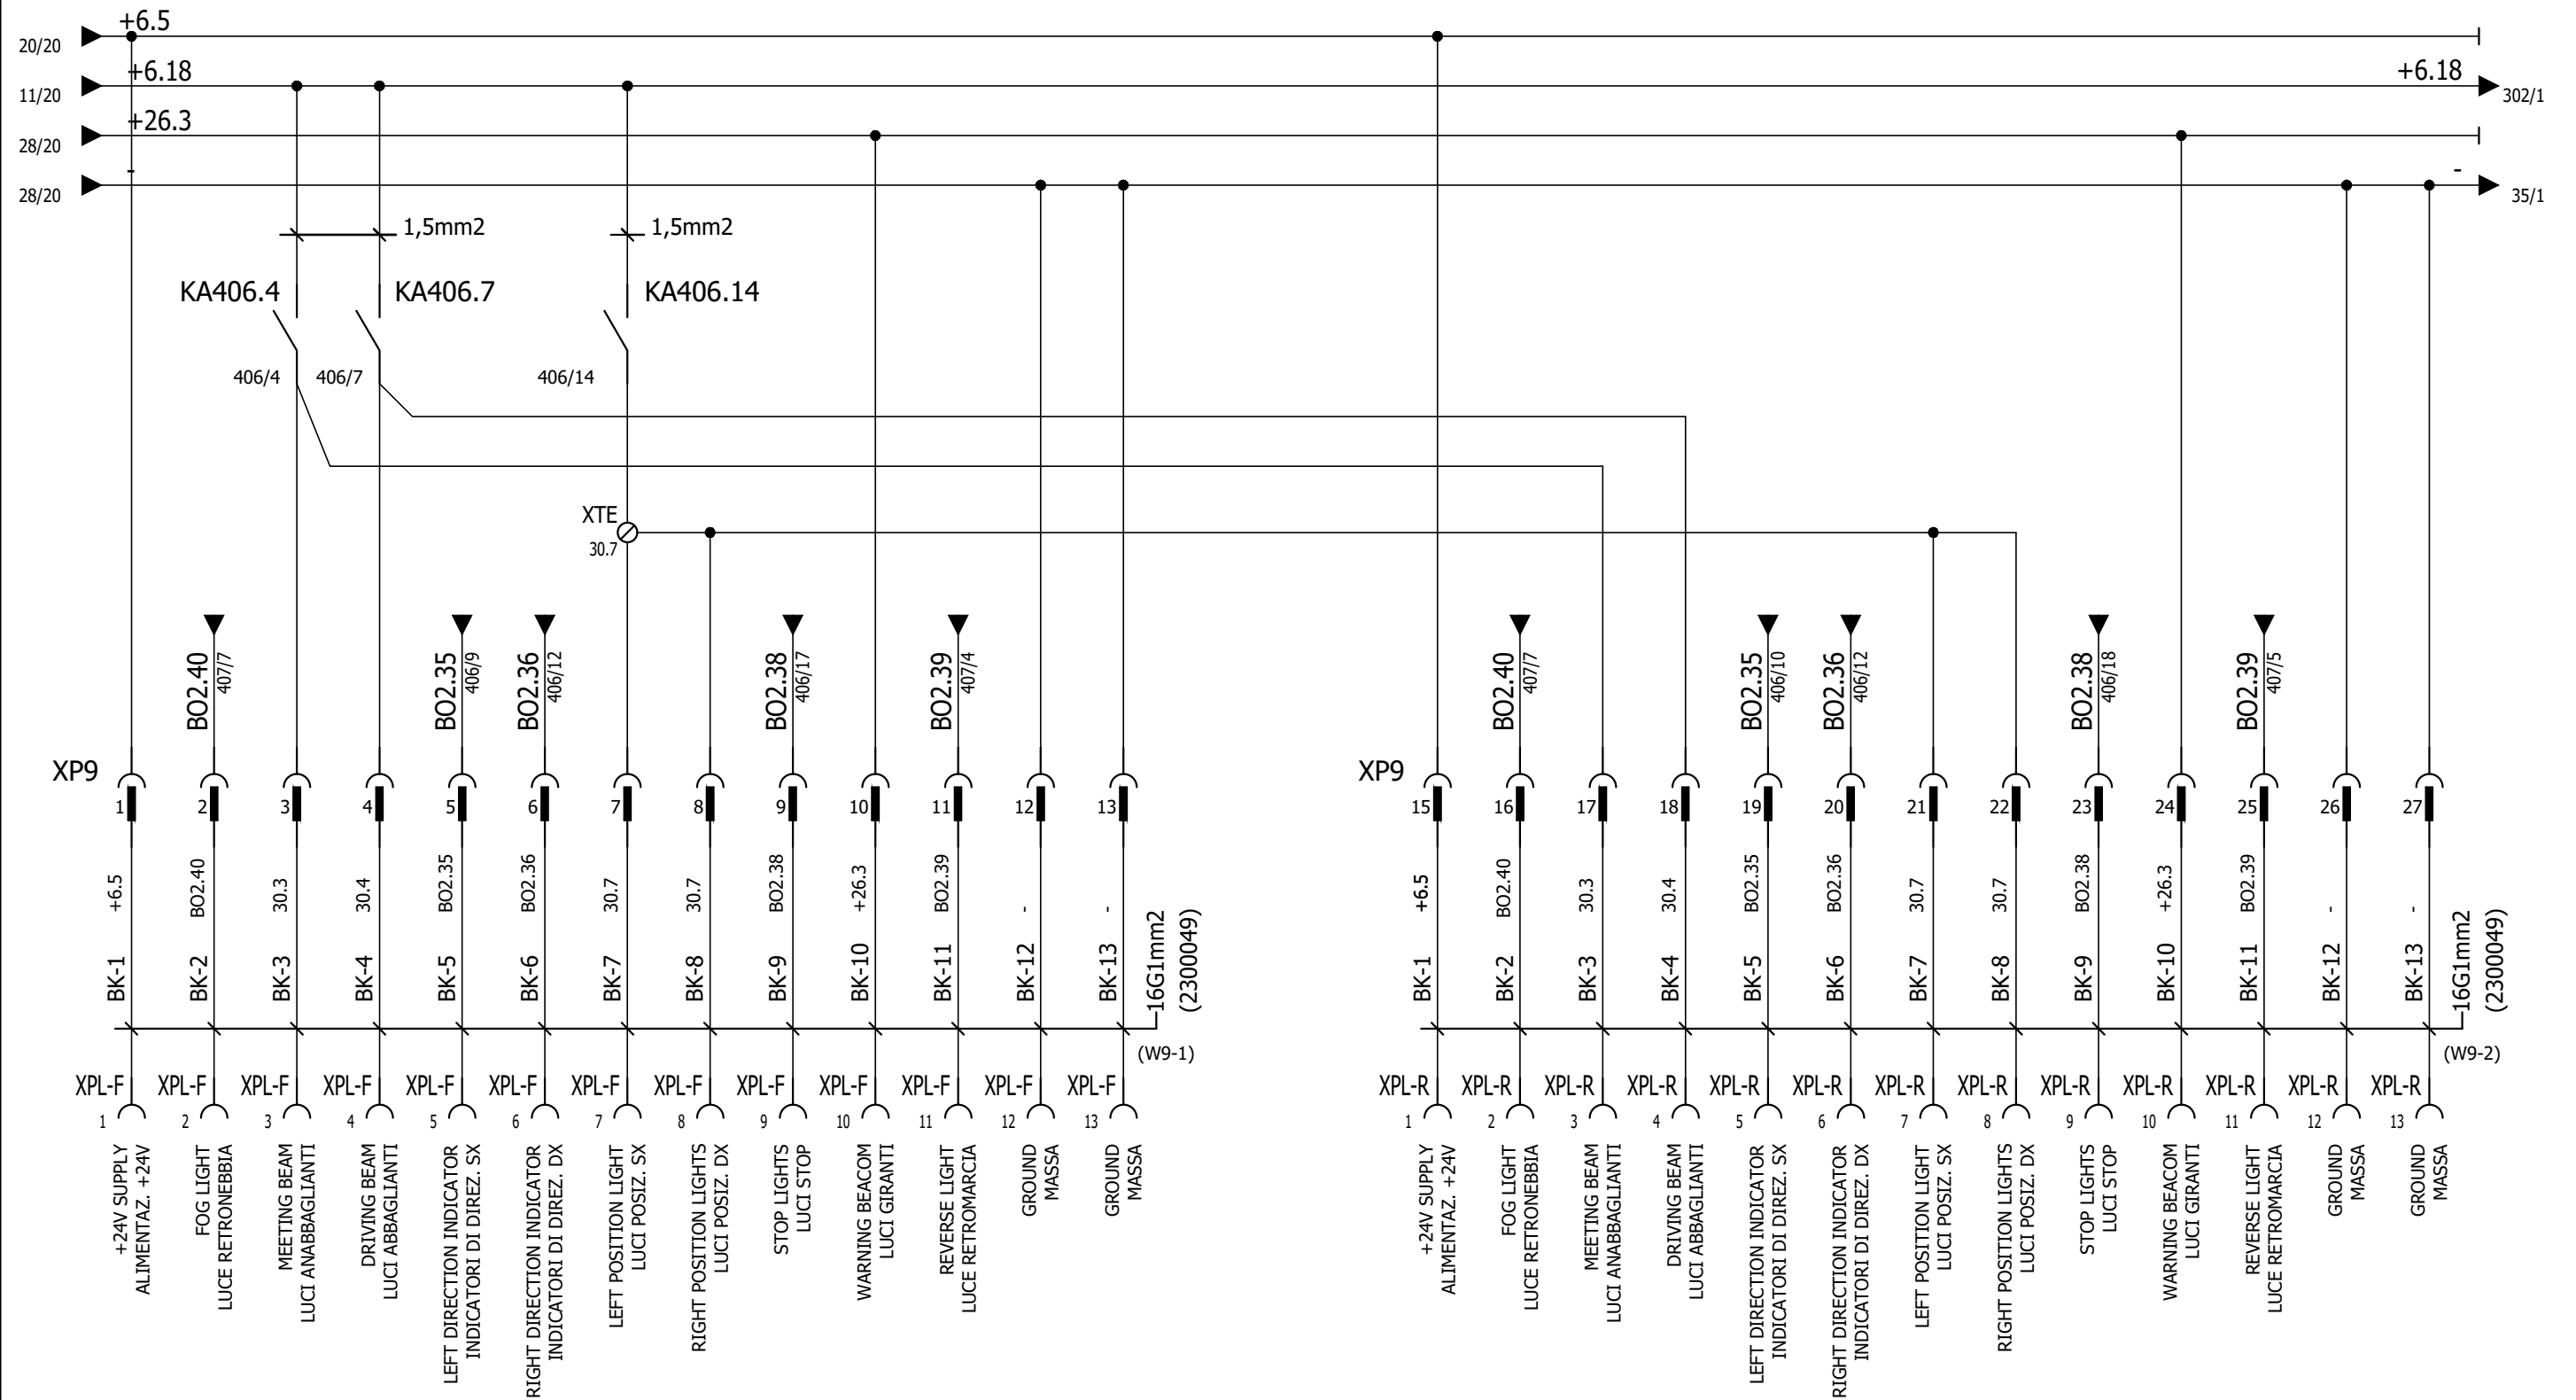 +6.5
20/20
+6.18
+6.18
11/20
302/1
+26.3
28/20
-
-
28/20
35/1
1,5mm2
1,5mm2
KA406.4
KA406.7
KA406.14
406/4
406/7
406/14
XTE
30.7
BO2.40
407/7
BO2.35
406/9
BO2.36
406/12
BO2.38
406/17
BO2.39
407/4
BO2.40
407/7
BO2.35
406/10
BO2.36
406/12
BO2.38
406/18
BO2.39
407/5
XP9
1 2 3 4 5 6 7 8 9 10 11 12 13
XP9
15 16 17 18 19 20 21 22 23 24 25 26 27
+6.5 BO2.40 30.3 30.4 BO2.35 BO2.36 30.7 30.7 BO2.38 +26.3 BO2.39 - -
+6.5 BO2.40 30.3 30.4 BO2.35 BO2.36 30.7 30.7 BO2.38 +26.3 BO2.39 - -
BK-1 BK-2 BK-3 BK-4 BK-5 BK-6 BK-7 BK-8 BK-9 BK-10 BK-11 BK-12 BK-13
16G1mm2
(2300049)
(W9-1)
BK-1 BK-2 BK-3 BK-4 BK-5 BK-6 BK-7 BK-8 BK-9 BK-10 BK-11 BK-12 BK-13
16G1mm2
(2300049)
(W9-2)
XPL-F XPL-F XPL-F XPL-F XPL-F XPL-F XPL-F XPL-F XPL-F XPL-F XPL-F XPL-F XPL-F
1 2 3 4 5 6 7 8 9 10 11 12 13
XPL-R XPL-R XPL-R XPL-R XPL-R XPL-R XPL-R XPL-R XPL-R XPL-R XPL-R XPL-R XPL-R
1 2 3 4 5 6 7 8 9 10 11 12 13
+24V SUPPLY
ALIMENTAZ. +24V
FOG LIGHT
LUCE RETRONEBBIA
MEETING BEAM
LUCI ANABBAGLIANTI
DRIVING BEAM
LUCI ABBAGLIANTI
LEFT DIRECTION INDICATOR
INDICATORI DI DIREZ. SX
RIGHT DIRECTION INDICATOR
INDICATORI DI DIREZ. DX
LEFT POSITION LIGHT
LUCI POSIZ. SX
RIGHT POSITION LIGHTS
LUCI POSIZ. DX
STOP LIGHTS
LUCI STOP
WARNING BEACOM
LUCI GIRANTI
REVERSE LIGHT
LUCE RETROMARCIA
GROUND
MASSA
GROUND
MASSA
+24V SUPPLY
ALIMENTAZ. +24V
FOG LIGHT
LUCE RETRONEBBIA
MEETING BEAM
LUCI ANABBAGLIANTI
DRIVING BEAM
LUCI ABBAGLIANTI
LEFT DIRECTION INDICATOR
INDICATORI DI DIREZ. SX
RIGHT DIRECTION INDICATOR
INDICATORI DI DIREZ. DX
LEFT POSITION LIGHT
LUCI POSIZ. SX
RIGHT POSITION LIGHTS
LUCI POSIZ. DX
STOP LIGHTS
LUCI STOP
WARNING BEACOM
LUCI GIRANTI
REVERSE LIGHT
LUCE RETROMARCIA
GROUND
MASSA
GROUND
MASSA